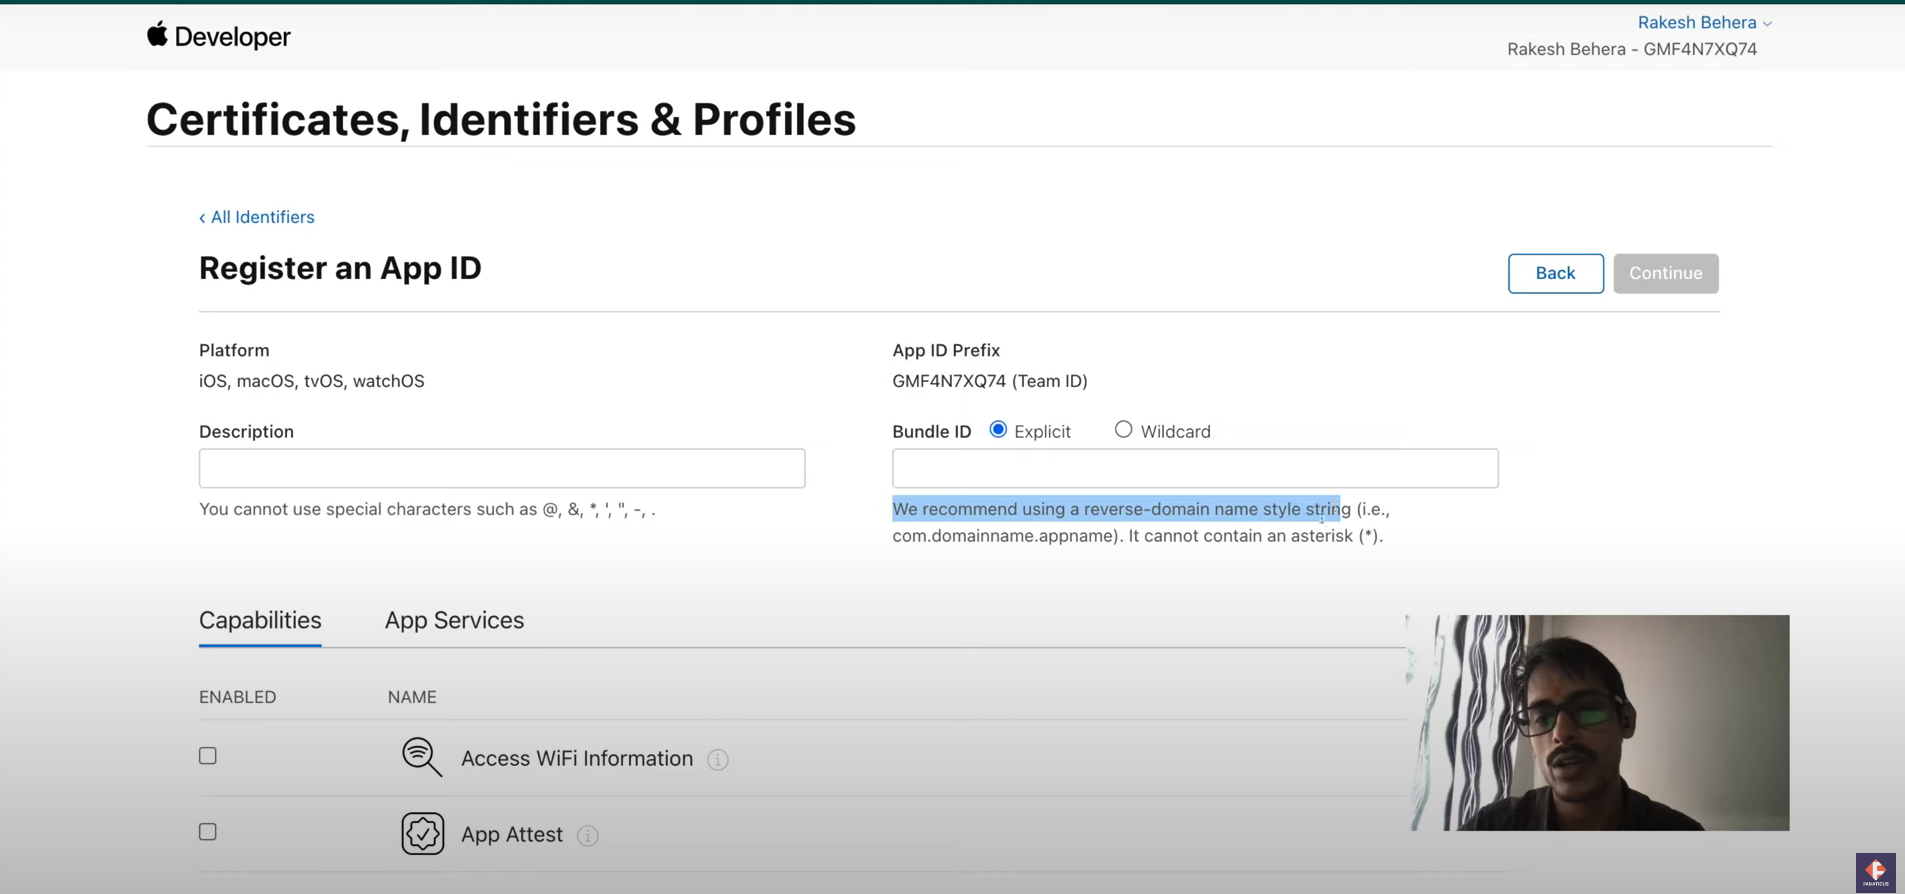 Developer
Rakesh Behera
Rakesh Behera - GMF4N7XQ74
Certificates, Identifiers & Profiles
‹ All Identifiers
Register an App ID
Back
Continue
Platform
iOS, macOS, tvOS, watchOS
App ID Prefix
GMF4N7XQ74 (Team ID)
Description
You cannot use special characters such as @, &, *, ', ", -, .
Bundle ID Explicit Wildcard
We recommend using a reverse-domain name style string (i.e.,
com.domainname.appname). It cannot contain an asterisk (*).
Capabilities
App Services
ENABLED NAME
Access WiFi Information
App Attest
FANATICUS